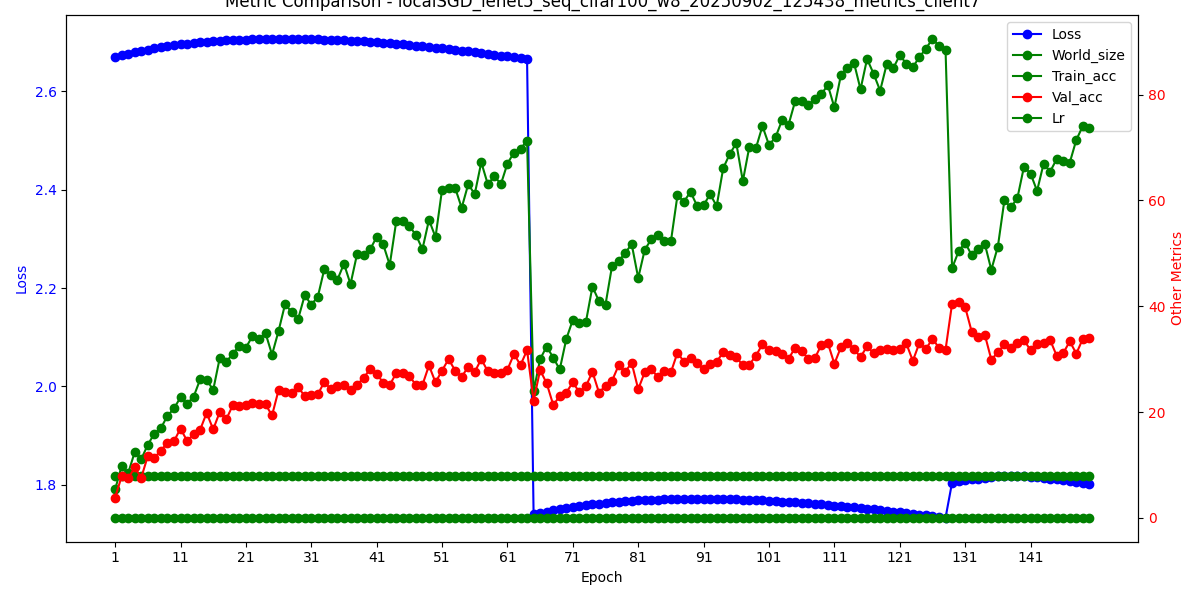 Metric Comparison - localSGD_lenet5_seq_cifar100_w8_20250902_125438_metrics_client7
Loss
World_size
Train_acc
Val_acc
Lr
2.6
2.4
2.2
2.0
1.8
Loss
80
60
40
20
0
Other Metrics
1 11 21 31 41 51 61 71 81 91 101 111 121 131 141
Epoch